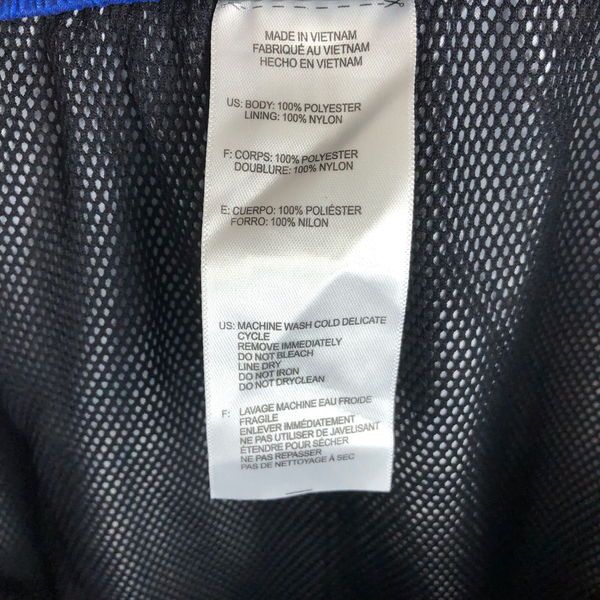 MADE IN VIETNAM
FABRIQUÉ AU VIETNAM
HECHO EN VIETNAM
US: BODY: 100% POLYESTER
LINING: 100% NYLON
F: CORPS: 100% POLYESTER
DOUBLURE: 100% NYLON
E: CUERPO: 100% POLIÉSTER
FORRO: 100% NILON
US: MACHINE WASH COLD DELICATE
CYCLE
REMOVE IMMEDIATELY
DO NOT BLEACH
LINE DRY
DO NOT IRON
DO NOT DRYCLEAN
F: LAVAGE MACHINE EAU FROIDE
FRAGILE
ENLEVER IMMÉDIATEMENT
NE PAS UTILISER DE JAVELISANT
ÉTENDRE POUR SÉCHER
NE PAS REPASSER
PAS DE NETTOYAGE À SEC